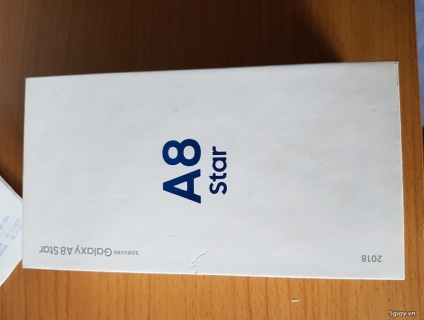 A8
Star
SAMSUNG Galaxy A8 Star
2018
5giay.vn